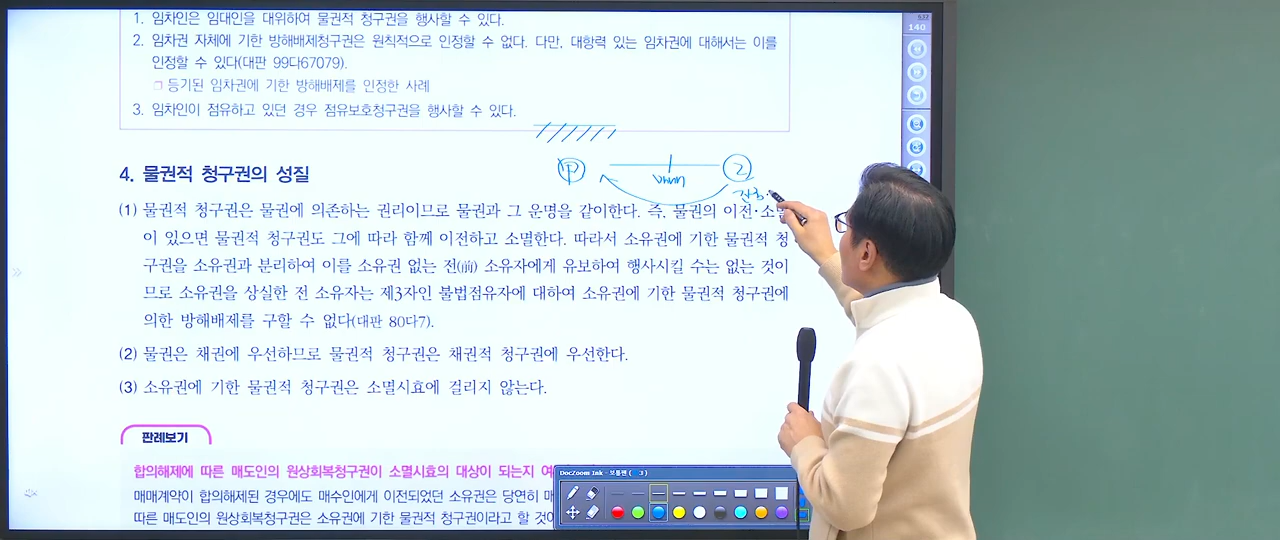 1. 임차인은 임대인을 대위하여 물권적 청구권을 행사할 수 있다.
140
2. 임차권 자체에 기한 방해배제청구권은 원칙적으로 인정할 수 없다. 다만, 대항력 있는 임차권에 대해서는 이를
인정할 수 있다(대판 99다67079).
❐ 등기된 임차권에 기한 방해배제를 인정한 사례
3. 임차인이 점유하고 있던 경우 점유보호청구권을 행사할 수 있다.
甲 乙
4. 물권적 청구권의 성질
(1) 물권적 청구권은 물권에 의존하는 권리이므로 물권과 그 운명을 같이한다. 즉, 물권의 이전·소멸
이 있으면 물권적 청구권도 그에 따라 함께 이전하고 소멸한다. 따라서 소유권에 기한 물권적 청
구권을 소유권과 분리하여 이를 소유권 없는 전(前) 소유자에게 유보하여 행사시킬 수는 없는 것이
므로 소유권을 상실한 전 소유자는 제3자인 불법점유자에 대하여 소유권에 기한 물권적 청구권에
의한 방해배제를 구할 수 없다(대판 80다7).
(2) 물권은 채권에 우선하므로 물권적 청구권은 채권적 청구권에 우선한다.
(3) 소유권에 기한 물권적 청구권은 소멸시효에 걸리지 않는다.
판례보기
합의해제에 따른 매도인의 원상회복청구권이 소멸시효의 대상이 되는지 여
매매계약이 합의해제된 경우에도 매수인에게 이전되었던 소유권은 당연히 매
따른 매도인의 원상회복청구권은 소유권에 기한 물권적 청구권이라고 할 것이
DocZoom Ink - 보통펜 ( 3)